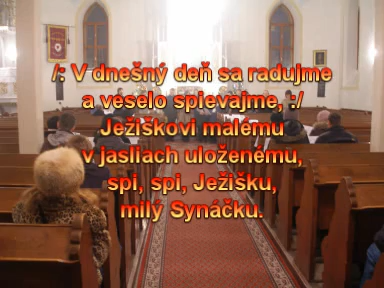 /: V dnešný deň sa radujme
a veselo spievajme, :/
Ježiškovi malému
v jasliach uloženému,
spi, spi, Ježišku,
milý Synáčku.